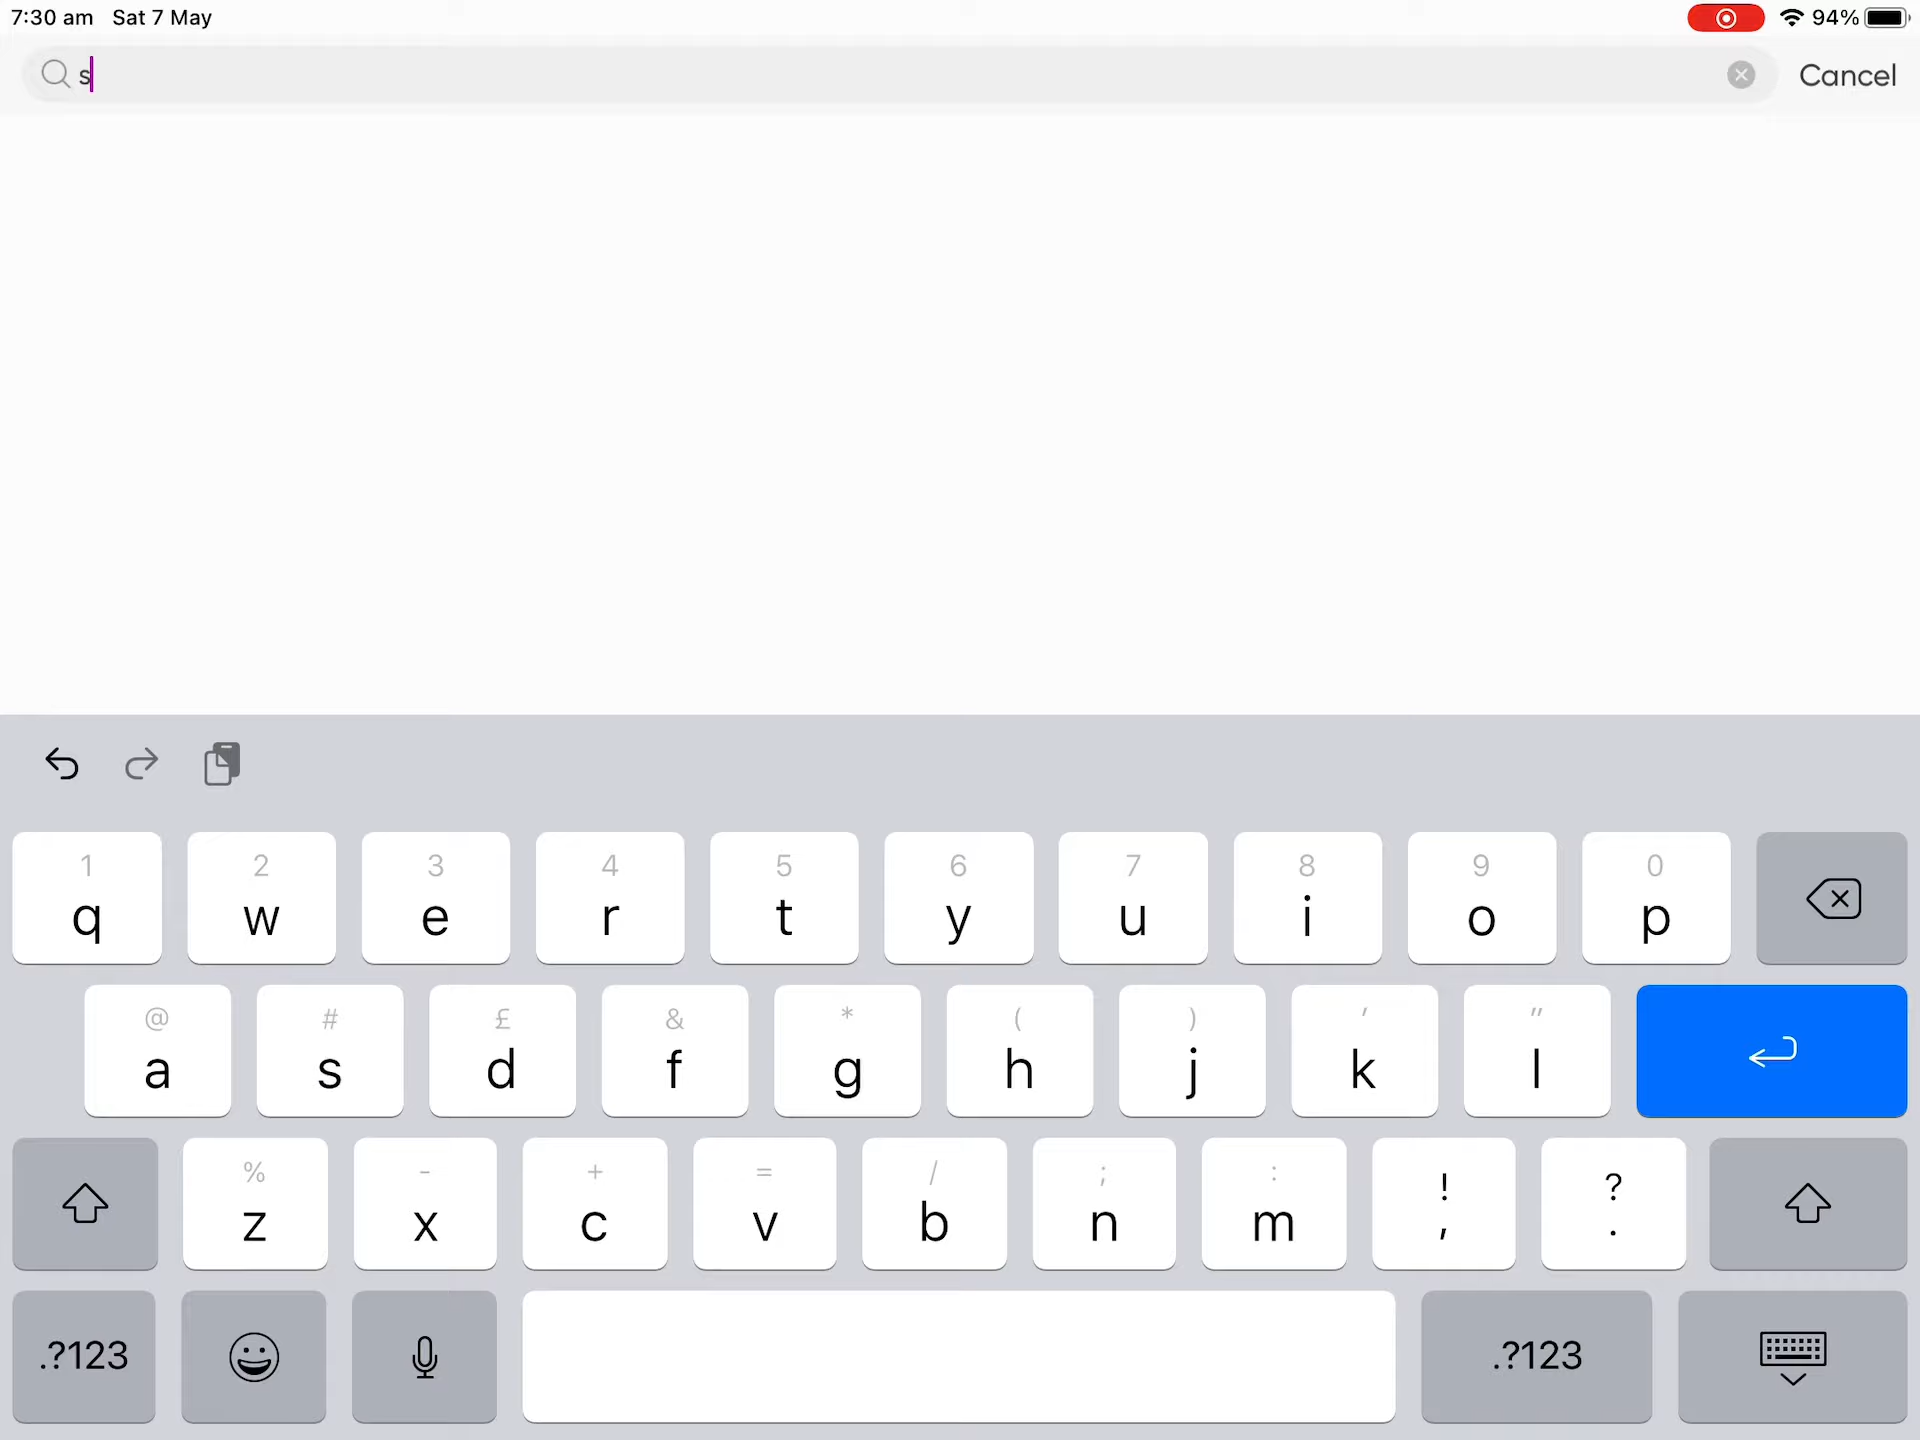 7:30 am Sat 7 May 94%
s Cancel
1 2 3 4 5 6 7 8 9 0
q w e r t y u i o p
@ # £ & * ( ) ' "
a s d f g h j k l
% - + = / ; : ! ?
z x c v b n m , .
.?123 .?123